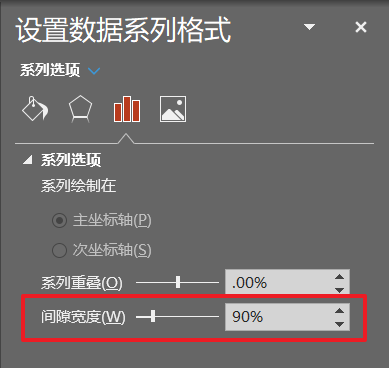 设置数据系列格式
系列选项
系列选项
系列绘制在
主坐标轴(P)
次坐标轴(S)
系列重叠(O) .00%
间隙宽度(W) 90%